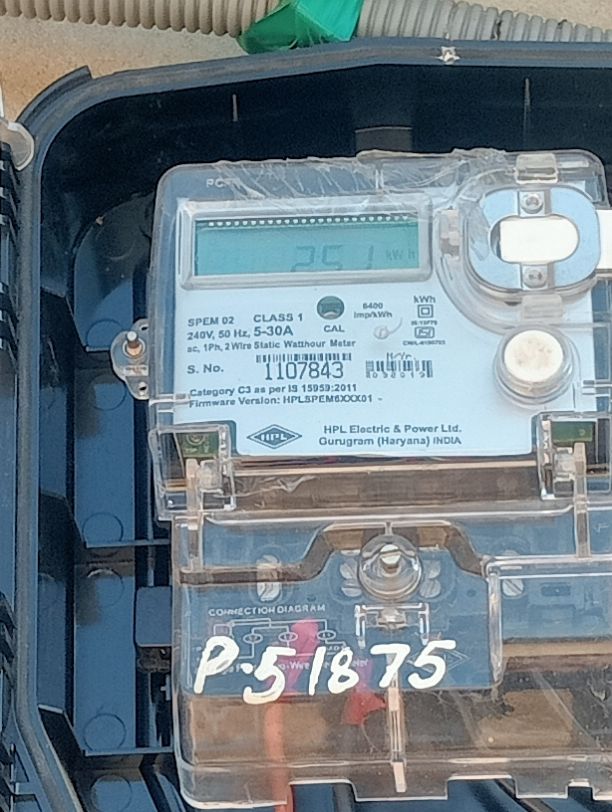 251 kWh
SPEM 02 CLASS 1
240V, 50 Hz, 5-30A CAL
6400
imp/kWh
kWh
ac, 1Ph, 2 Wire Static Watthour Meter
S. No. 1107843
Category C3 as per IS 15959:2011
Firmware Version: HPLSPEM6XXX01
HPL
HPL Electric & Power Ltd.
Gurugram (Haryana) INDIA
CONNECTION DIAGRAM
P-51875